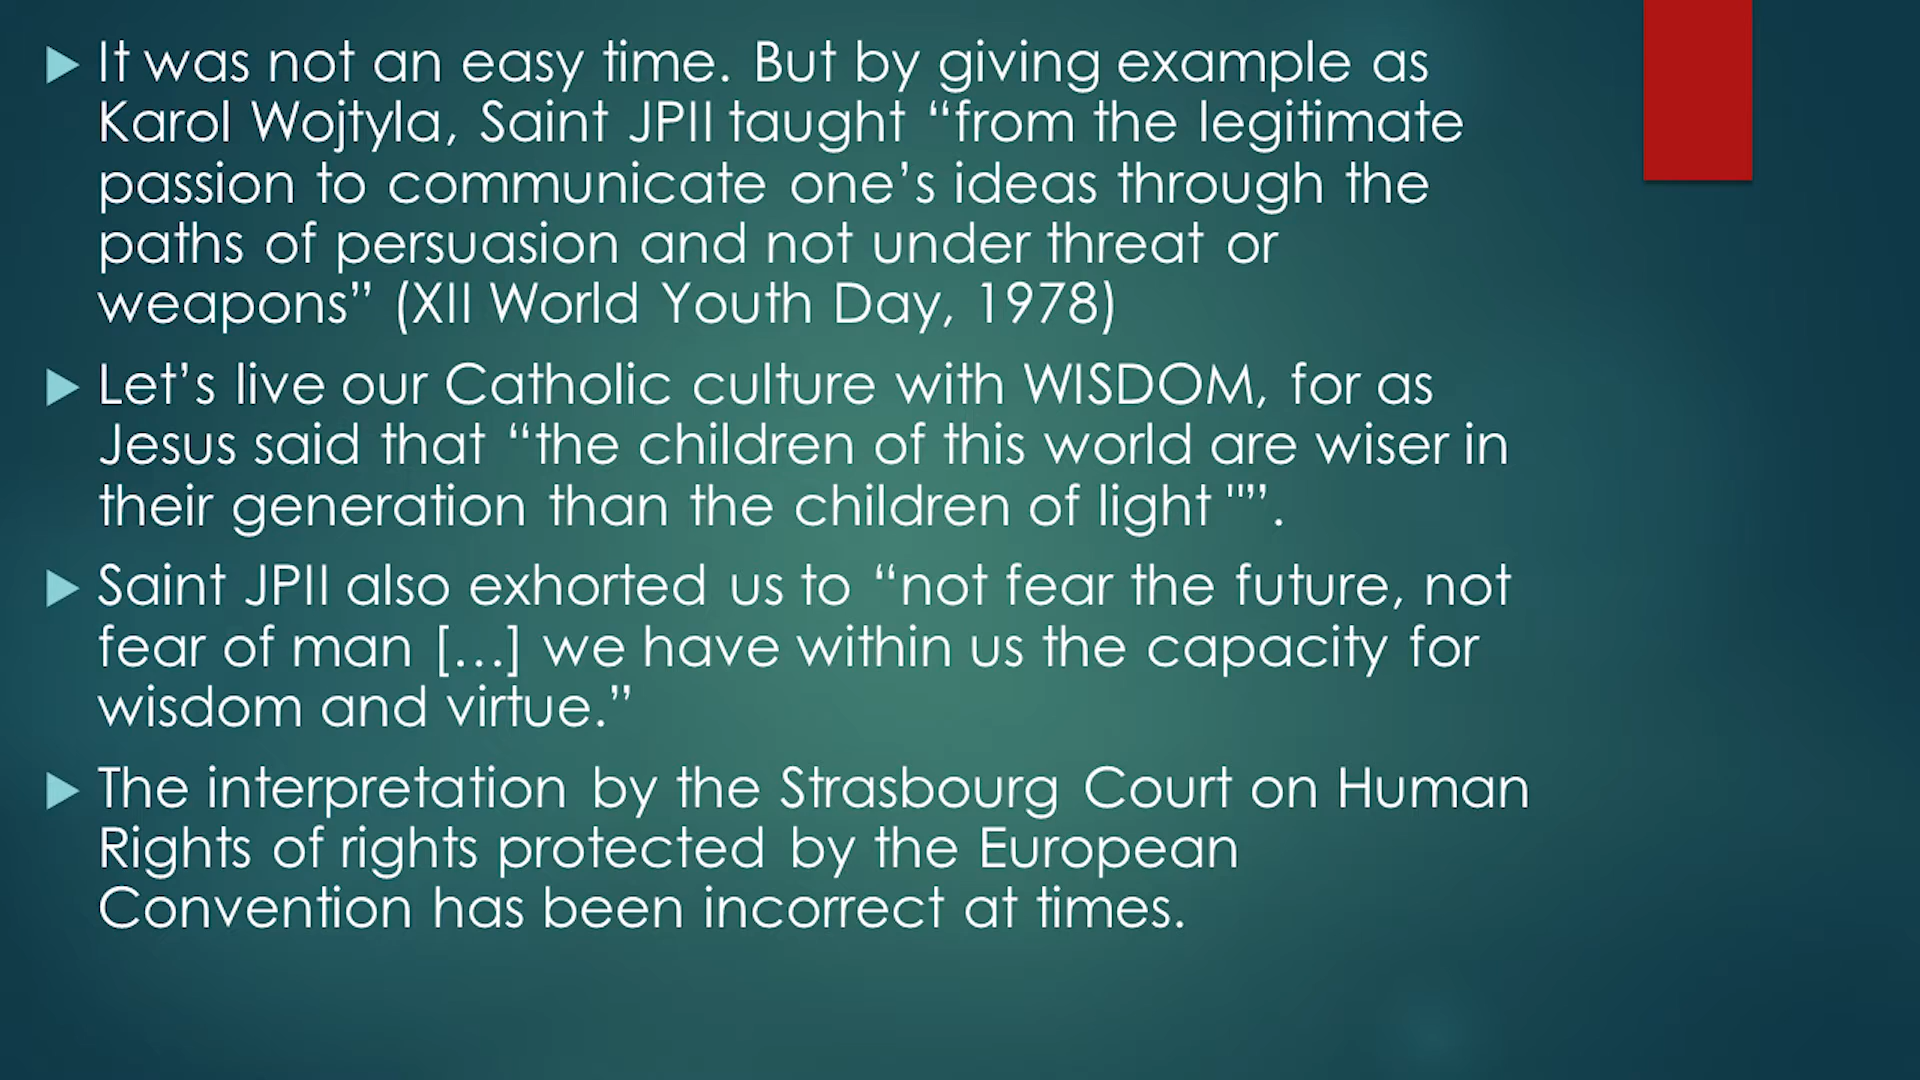 It was not an easy time. But by giving example as
Karol Wojtyla, Saint JPII taught “from the legitimate
passion to communicate one’s ideas through the
paths of persuasion and not under threat or
weapons” (XII World Youth Day, 1978)
Let’s live our Catholic culture with WISDOM, for as
Jesus said that “the children of this world are wiser in
their generation than the children of light "”.
Saint JPII also exhorted us to “not fear the future, not
fear of man […] we have within us the capacity for
wisdom and virtue.”
The interpretation by the Strasbourg Court on Human
Rights of rights protected by the European
Convention has been incorrect at times.